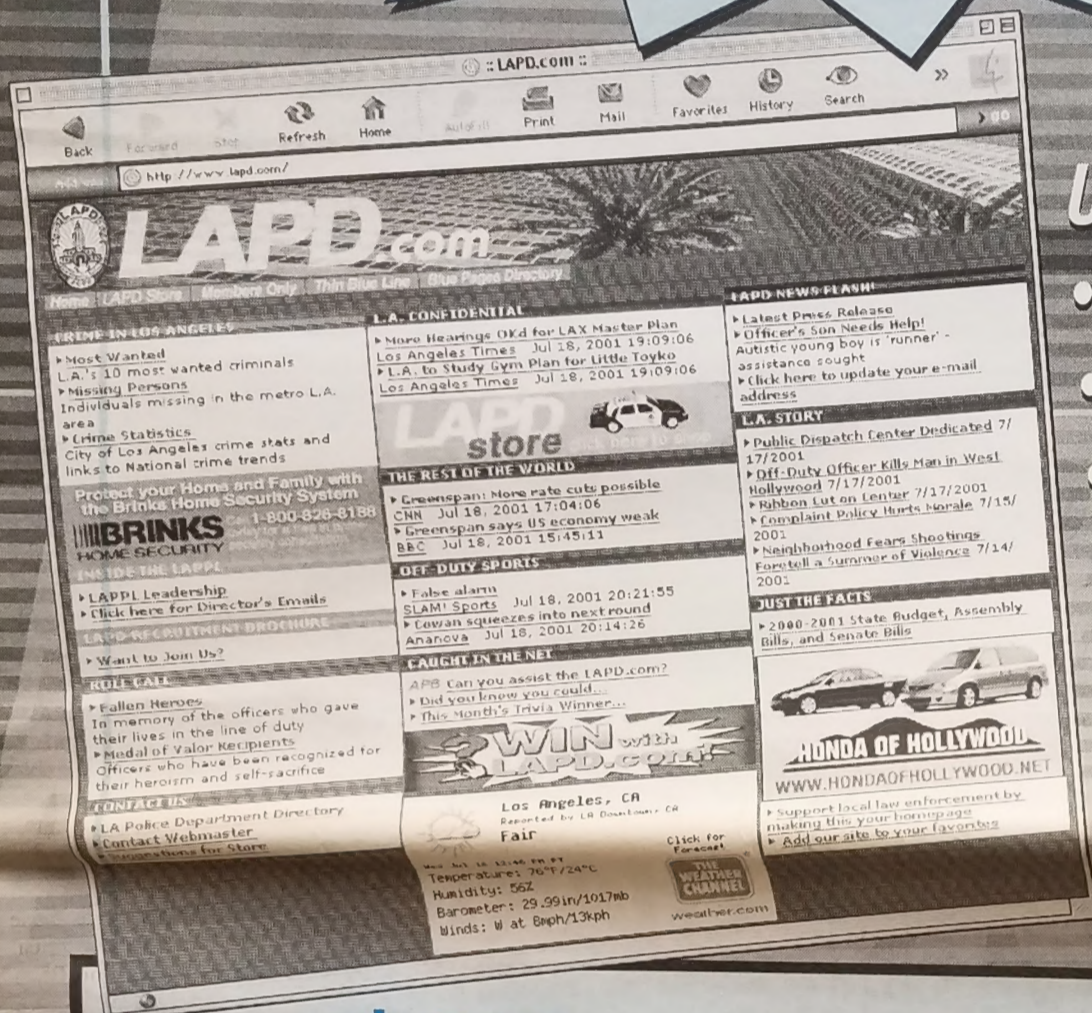 :: LAPD.com ::
Back
Forward
Stop
Refresh
Home
AutoFill
Print
Mail
Favorites
History
Search
»
http://www.lapd.com/
go
LAPD
LAPD.com
Home | LAPD Store | Members Only | Thin Blue Line | Blue Pages Directory
CRIME IN LOS ANGELES
Most Wanted
L.A.'s 10 most wanted criminals
Missing Persons
Individuals missing in the metro L.A.
area
Crime Statistics
City of Los Angeles crime stats and
links to National crime trends
Protect your Home and Family with
the Brinks Home Security System
BRINKS
HOME SECURITY
1-800-826-8188
INSIDE THE LAPPL
LAPPL Leadership
Click here for Director's Emails
LAPD RECRUITMENT BROCHURE
Want to Join Us?
ROLL CALL
Fallen Heroes
In memory of the officers who gave
their lives in the line of duty
Medal of Valor Recipients
Officers who have been recognized for
their heroism and self-sacrifice
CONTACT US
LA Police Department Directory
Contact Webmaster
Suggestions for Store
L.A. CONFIDENTIAL
More Hearings OKd for LAX Master Plan
Los Angeles Times Jul 18, 2001 19:09:06
L.A. to Study Gym Plan for Little Toyko
Los Angeles Times Jul 18, 2001 19:09:06
LAPD
store
click here to shop
THE REST OF THE WORLD
Greenspan: More rate cuts possible
CNN Jul 18, 2001 17:04:06
Greenspan says US economy weak
BBC Jul 18, 2001 15:45:11
OFF-DUTY SPORTS
False alarm
SLAM! Sports Jul 18, 2001 20:21:55
Cowan squeezes into next round
Ananova Jul 18, 2001 20:14:26
CAUGHT IN THE NET
APB Can you assist the LAPD.com?
Did you know you could...
This Month's Trivia Winner...
? WIN with
LAPD.com!
Los Angeles, CA
Reported by LA Downtown, CA
Fair
Click for
Forecast
Temperature: 76°F/24°C
Humidity: 56%
Barometer: 29.99in/1017mb
Winds: W at 8mph/13kph
THE
WEATHER
CHANNEL
weather.com
LAPD NEWS FLASH!
Latest Press Release
Officer's Son Needs Help!
Autistic young boy is 'runner' -
assistance sought
Click here to update your e-mail
address
L.A. STORY
Public Dispatch Center Dedicated 7/
17/2001
Off-Duty Officer Kills Man in West
Hollywood 7/17/2001
Ribbon Cut on Center 7/17/2001
Complaint Policy Hurts Morale 7/15/
2001
Neighborhood Fears Shootings
Foretell a Summer of Violence 7/14/
2001
JUST THE FACTS
2000-2001 State Budget, Assembly
Bills, and Senate Bills
HONDA OF HOLLYWOOD
WWW.HONDAOFHOLLYWOOD.NET
Support local law enforcement by
making this your homepage
Add our site to your favorites